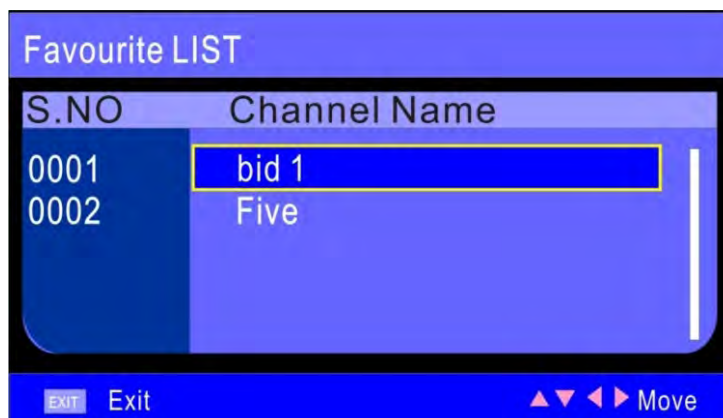 Favourite LIST
S.NO Channel Name
0001 bid 1
0002 Five
EXIT Exit ▲▼ ◀ ▶ Move